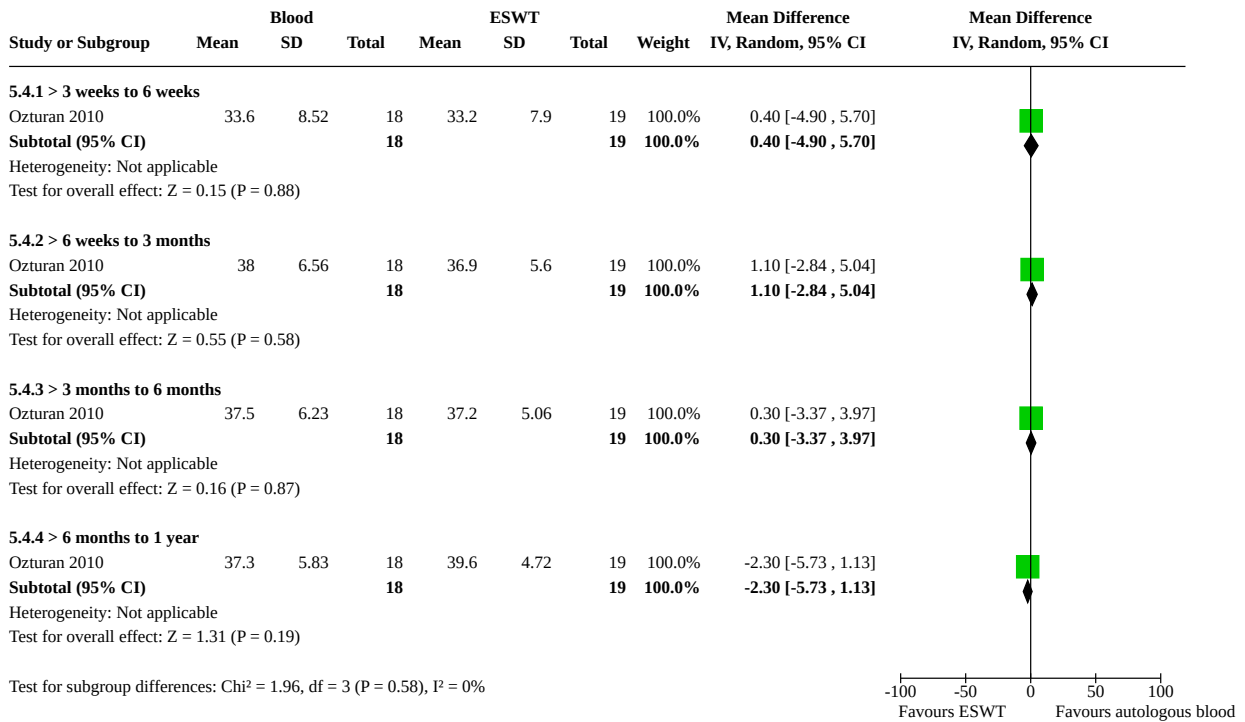 Blood ESWT Mean Difference Mean Difference
Study or Subgroup Mean SD Total Mean SD Total Weight IV, Random, 95% CI IV, Random, 95% CI
5.4.1 > 3 weeks to 6 weeks
Ozturan 2010 33.6 8.52 18 33.2 7.9 19 100.0% 0.40 [-4.90 , 5.70]
Subtotal (95% CI) 18 19 100.0% 0.40 [-4.90 , 5.70]
Heterogeneity: Not applicable
Test for overall effect: Z = 0.15 (P = 0.88)
5.4.2 > 6 weeks to 3 months
Ozturan 2010 38 6.56 18 36.9 5.6 19 100.0% 1.10 [-2.84 , 5.04]
Subtotal (95% CI) 18 19 100.0% 1.10 [-2.84 , 5.04]
Heterogeneity: Not applicable
Test for overall effect: Z = 0.55 (P = 0.58)
5.4.3 > 3 months to 6 months
Ozturan 2010 37.5 6.23 18 37.2 5.06 19 100.0% 0.30 [-3.37 , 3.97]
Subtotal (95% CI) 18 19 100.0% 0.30 [-3.37 , 3.97]
Heterogeneity: Not applicable
Test for overall effect: Z = 0.16 (P = 0.87)
5.4.4 > 6 months to 1 year
Ozturan 2010 37.3 5.83 18 39.6 4.72 19 100.0% -2.30 [-5.73 , 1.13]
Subtotal (95% CI) 18 19 100.0% -2.30 [-5.73 , 1.13]
Heterogeneity: Not applicable
Test for overall effect: Z = 1.31 (P = 0.19)
Test for subgroup differences: Chi² = 1.96, df = 3 (P = 0.58), I² = 0%
-100 -50 0 50 100
Favours ESWT Favours autologous blood